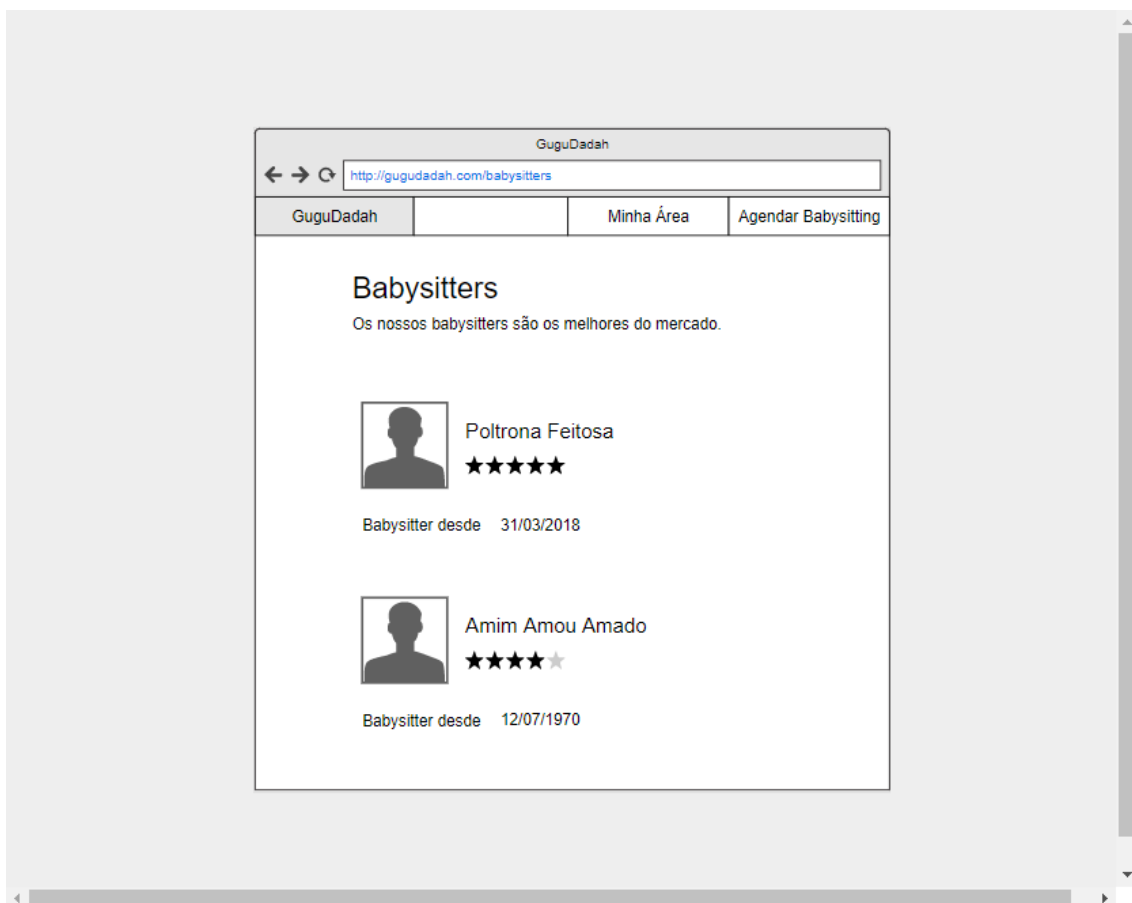 GuguDadah
http://gugudadah.com/babysitters
GuguDadah Minha Área Agendar Babysitting
Babysitters
Os nossos babysitters são os melhores do mercado.
Poltrona Feitosa
Babysitter desde 31/03/2018
Amim Amou Amado
Babysitter desde 12/07/1970